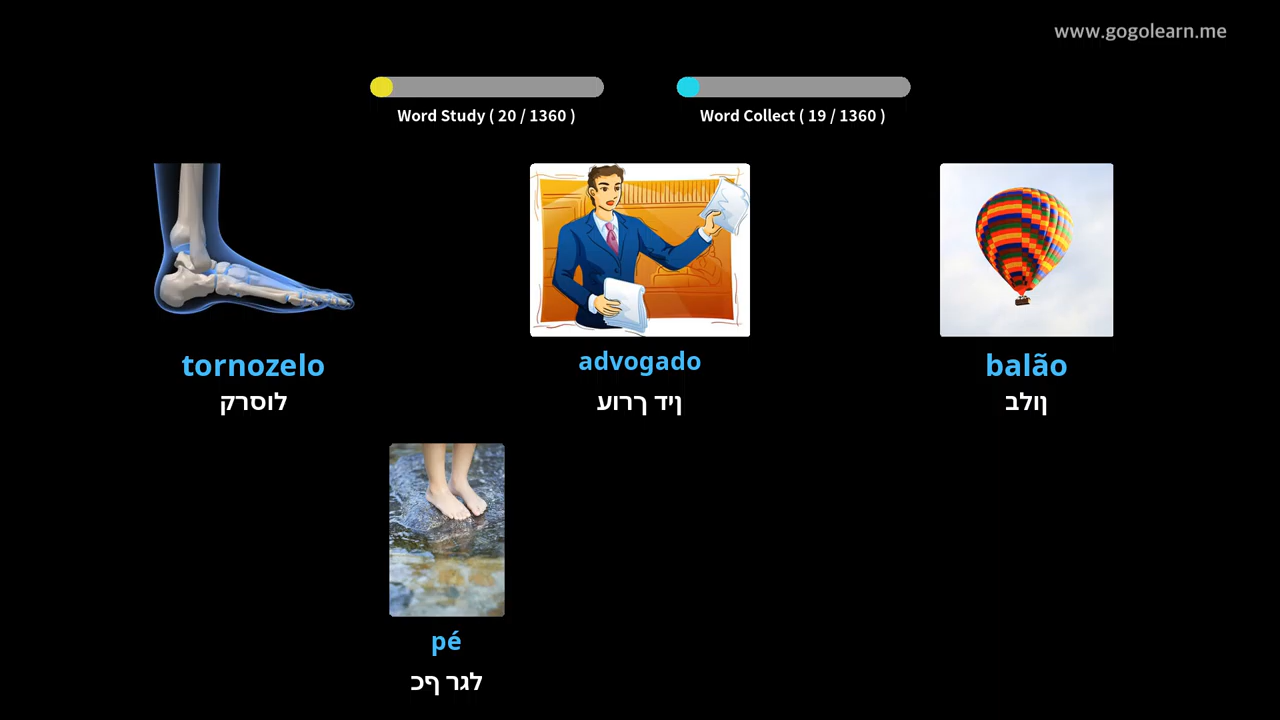 www.gogolearn.me
Word Study ( 20 / 1360 )
Word Collect ( 19 / 1360 )
tornozelo
לוסרק
advogado
ןיד ךרוע
balão
ןולב
pé
לגר ףכ